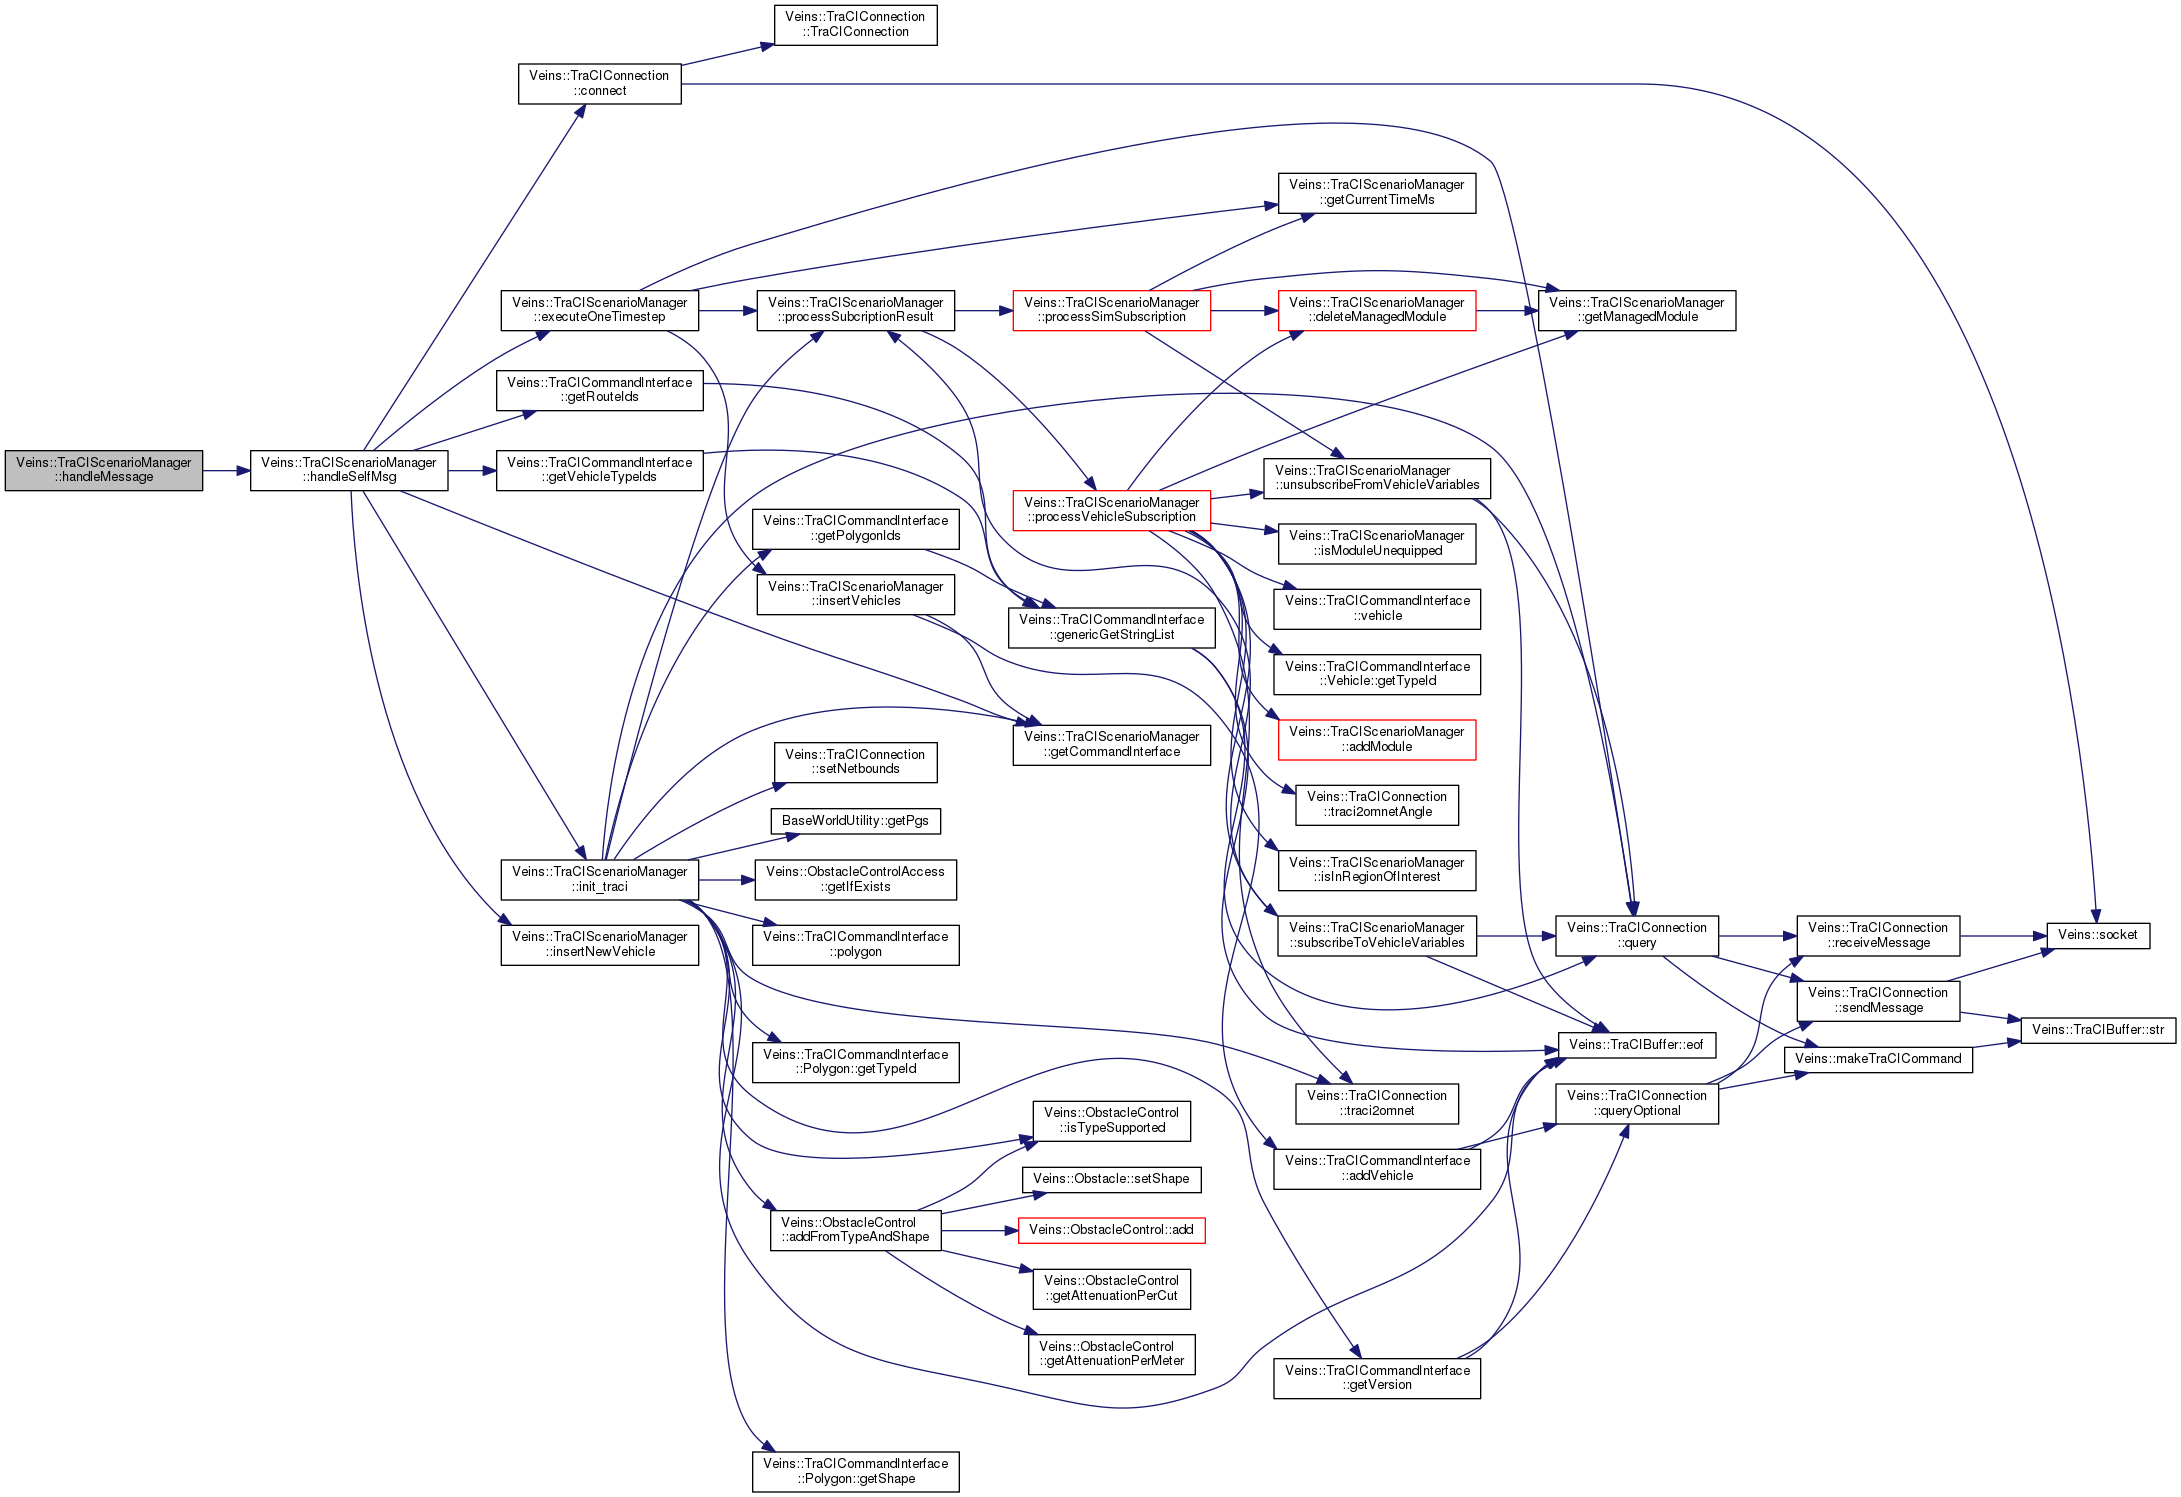 Veins::TraCIConnection
::TraCIConnection
Veins::TraCIConnection
::connect
Veins::TraCIScenarioManager
::getCurrentTimeMs
Veins::TraCIScenarioManager
::executeOneTimestep
Veins::TraCIScenarioManager
::processSubcriptionResult
Veins::TraCIScenarioManager
::processSimSubscription
Veins::TraCIScenarioManager
::deleteManagedModule
Veins::TraCIScenarioManager
::getManagedModule
Veins::TraCICommandInterface
::getRouteIds
Veins::TraCIScenarioManager
::handleMessage
Veins::TraCIScenarioManager
::handleSelfMsg
Veins::TraCICommandInterface
::getVehicleTypeIds
Veins::TraCIScenarioManager
::unsubscribeFromVehicleVariables
Veins::TraCIScenarioManager
::processVehicleSubscription
Veins::TraCICommandInterface
::getPolygonIds
Veins::TraCIScenarioManager
::isModuleUnequipped
Veins::TraCIScenarioManager
::insertVehicles
Veins::TraCICommandInterface
::vehicle
Veins::TraCICommandInterface
::genericGetStringList
Veins::TraCICommandInterface
::Vehicle::getTypeId
Veins::TraCIScenarioManager
::getCommandInterface
Veins::TraCIScenarioManager
::addModule
Veins::TraCIConnection
::setNetbounds
Veins::TraCIConnection
::traci2omnetAngle
BaseWorldUtility::getPgs
Veins::TraCIScenarioManager
::init_traci
Veins::ObstacleControlAccess
::getIfExists
Veins::TraCIScenarioManager
::isInRegionOfInterest
Veins::TraCIScenarioManager
::insertNewVehicle
Veins::TraCICommandInterface
::polygon
Veins::TraCIScenarioManager
::subscribeToVehicleVariables
Veins::TraCIConnection
::query
Veins::TraCIConnection
::receiveMessage
Veins::socket
Veins::TraCIConnection
::sendMessage
Veins::TraCIBuffer::str
Veins::TraCICommandInterface
::Polygon::getTypeId
Veins::TraCIBuffer::eof
Veins::makeTraCICommand
Veins::TraCIConnection
::traci2omnet
Veins::TraCIConnection
::queryOptional
Veins::ObstacleControl
::isTypeSupported
Veins::TraCICommandInterface
::addVehicle
Veins::Obstacle::setShape
Veins::ObstacleControl
::addFromTypeAndShape
Veins::ObstacleControl::add
Veins::ObstacleControl
::getAttenuationPerCut
Veins::ObstacleControl
::getAttenuationPerMeter
Veins::TraCICommandInterface
::getVersion
Veins::TraCICommandInterface
::Polygon::getShape